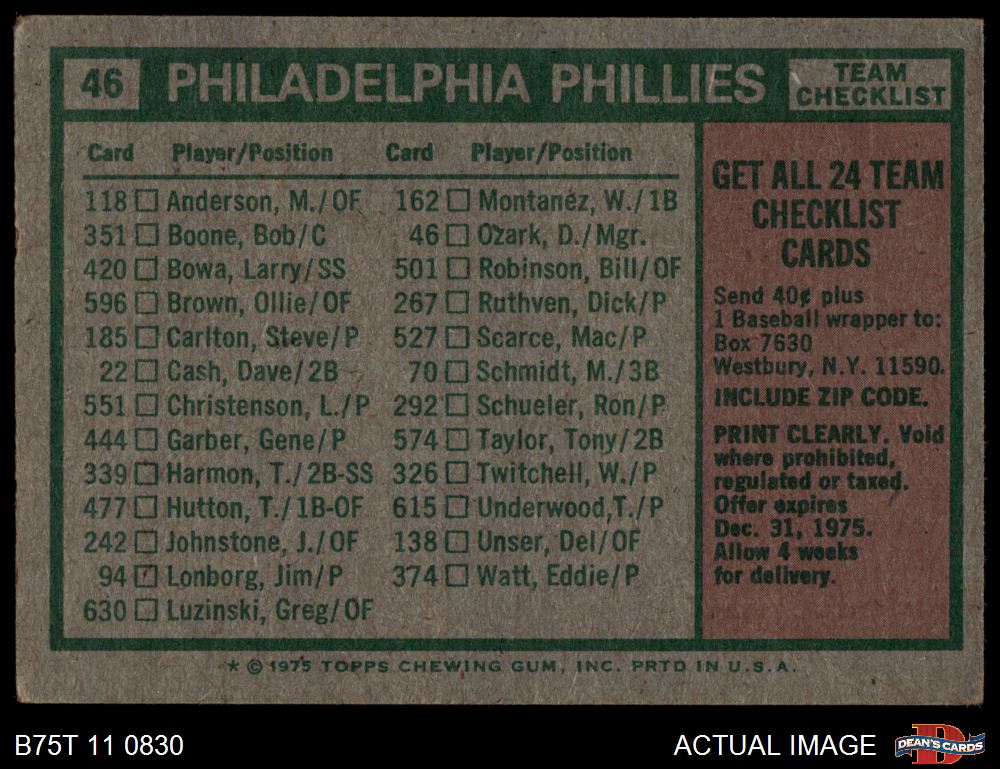 46 PHILADELPHIA PHILLIES TEAM CHECKLIST
Card Player/Position Card Player/Position
118 Anderson, M./OF
351 Boone, Bob/C
420 Bowa, Larry/SS
596 Brown, Ollie/OF
185 Carlton, Steve/P
22 Cash, Dave/2B
551 Christenson, L./P
444 Garber, Gene/P
339 Harmon, T./2B-SS
477 Hutton, T./1B-OF
242 Johnstone, J./OF
94 Lonborg, Jim/P
630 Luzinski, Greg/OF
162 Montanez, W./1B
46 Ozark, D./Mgr.
501 Robinson, Bill/OF
267 Ruthven, Dick/P
527 Scarce, Mac/P
70 Schmidt, M./3B
292 Schueler, Ron/P
574 Taylor, Tony/2B
326 Twitchell, W./P
615 Underwood,T./P
138 Unser, Del/OF
374 Watt, Eddie/P
GET ALL 24 TEAM
CHECKLIST
CARDS
Send 40¢ plus
1 Baseball wrapper to:
Box 7630
Westbury, N.Y. 11590.
INCLUDE ZIP CODE.
PRINT CLEARLY. Void
where prohibited,
regulated or taxed.
Offer expires
Dec. 31, 1975.
Allow 4 weeks
for delivery.
* © 1975 TOPPS CHEWING GUM, INC. PRTD IN U.S.A.
B75T 11 0830
ACTUAL IMAGE
DEAN'S CARDS